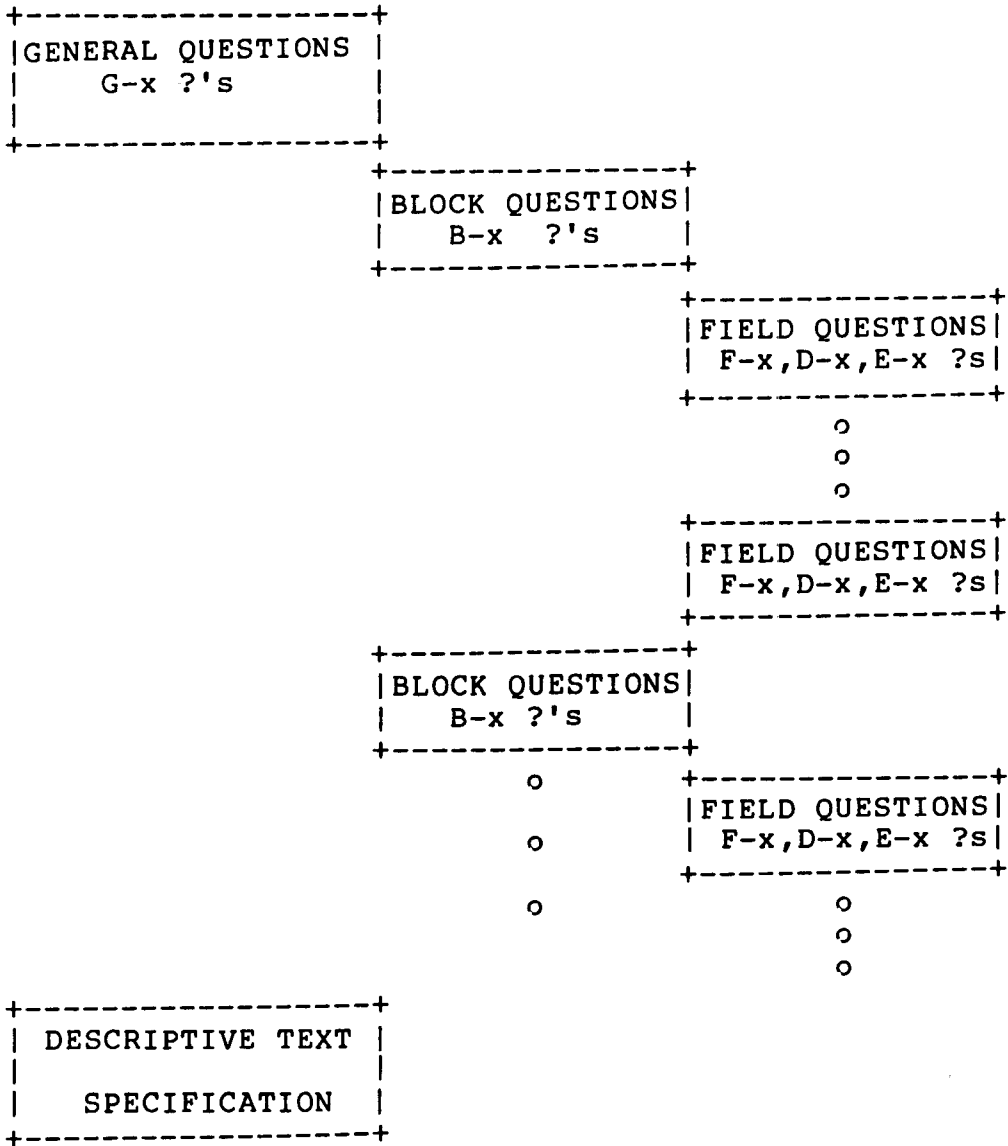 GENERAL QUESTIONS
G-x ?'s
BLOCK QUESTIONS
B-x ?'s
FIELD QUESTIONS
F-x,D-x,E-x ?s
o
o
o
FIELD QUESTIONS
F-x,D-x,E-x ?s
BLOCK QUESTIONS
B-x ?'s
o
o
o
FIELD QUESTIONS
F-x,D-x,E-x ?s
o
o
o
DESCRIPTIVE TEXT
SPECIFICATION